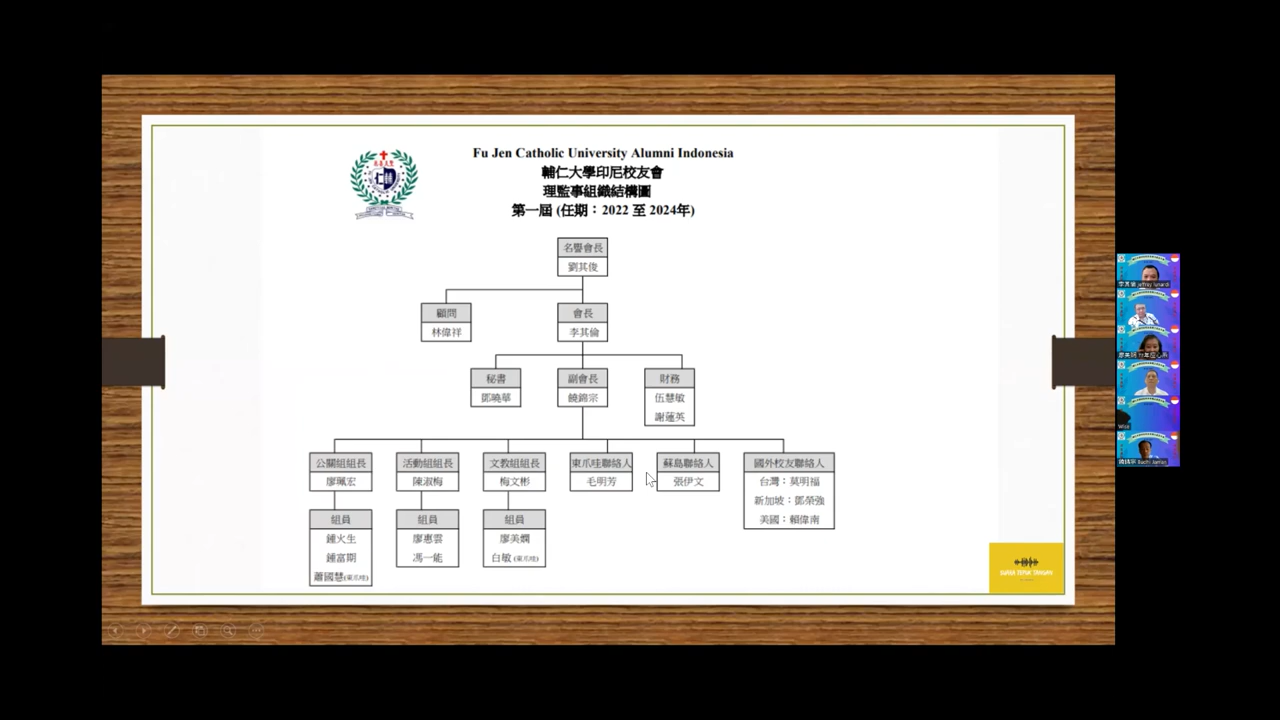 Fu Jen Catholic University Alumni Indonesia
輔仁大學印尼校友會
理監事組織結構圖
第一屆 (任期：2022 至 2024年)
名譽會長
劉其俊
顧問
林偉祥
會長
李其倫
秘書
鄧曉華
副會長
饒錦宗
財務
伍慧敏
謝蓮英
公關組組長
廖珮宏
活動組組長
陳淑梅
文教組組長
梅文彬
東爪哇聯絡人
毛明芳
蘇島聯絡人
張伊文
國外校友聯絡人
台灣：莫明福
新加坡：鄧榮強
美國：賴偉南
組員
鍾火生
鍾富期
蕭國慧(東爪哇)
組員
廖惠雲
馮一能
組員
廖美嫻
白敏 (東爪哇)
SUARA TEPUK TANGAN